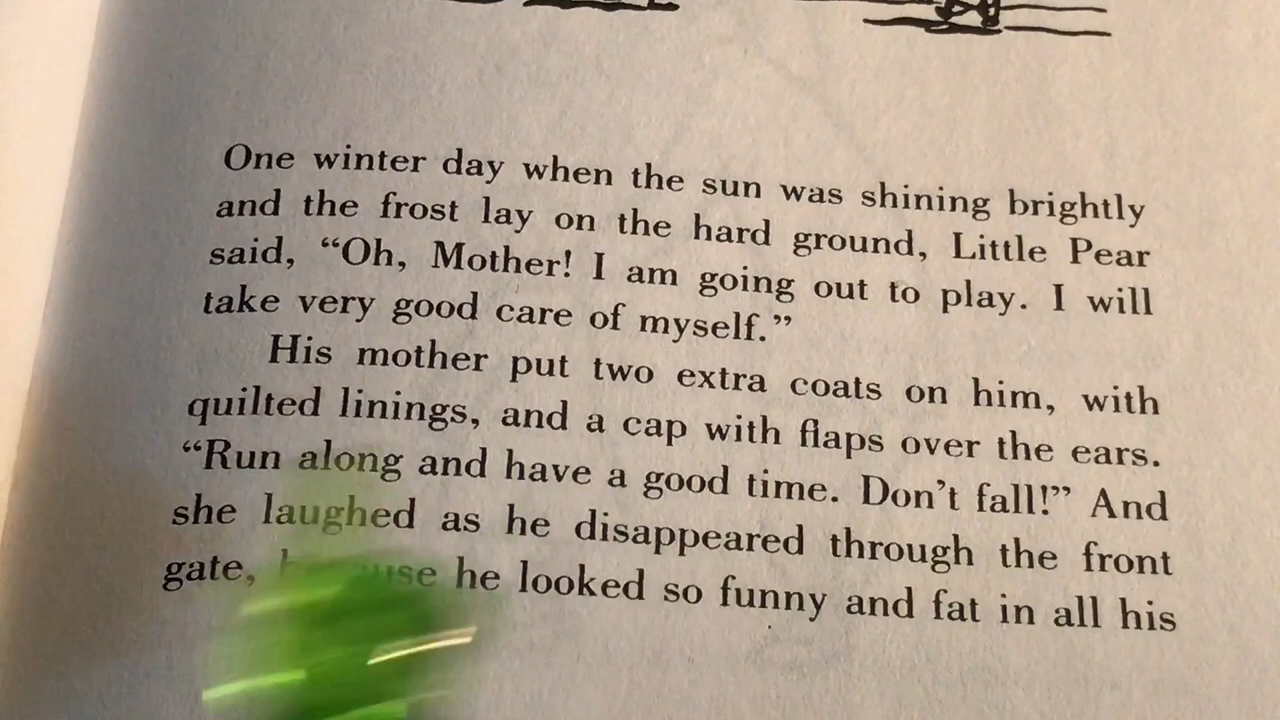 One winter day when the sun was shining brightly
and the frost lay on the hard ground, Little Pear
said, “Oh, Mother! I am going out to play. I will
take very good care of myself.”
His mother put two extra coats on him, with
quilted linings, and a cap with flaps over the ears.
“Run along and have a good time. Don’t fall!” And
she laughed as he disappeared through the front
gate, he looked so funny and fat in all his